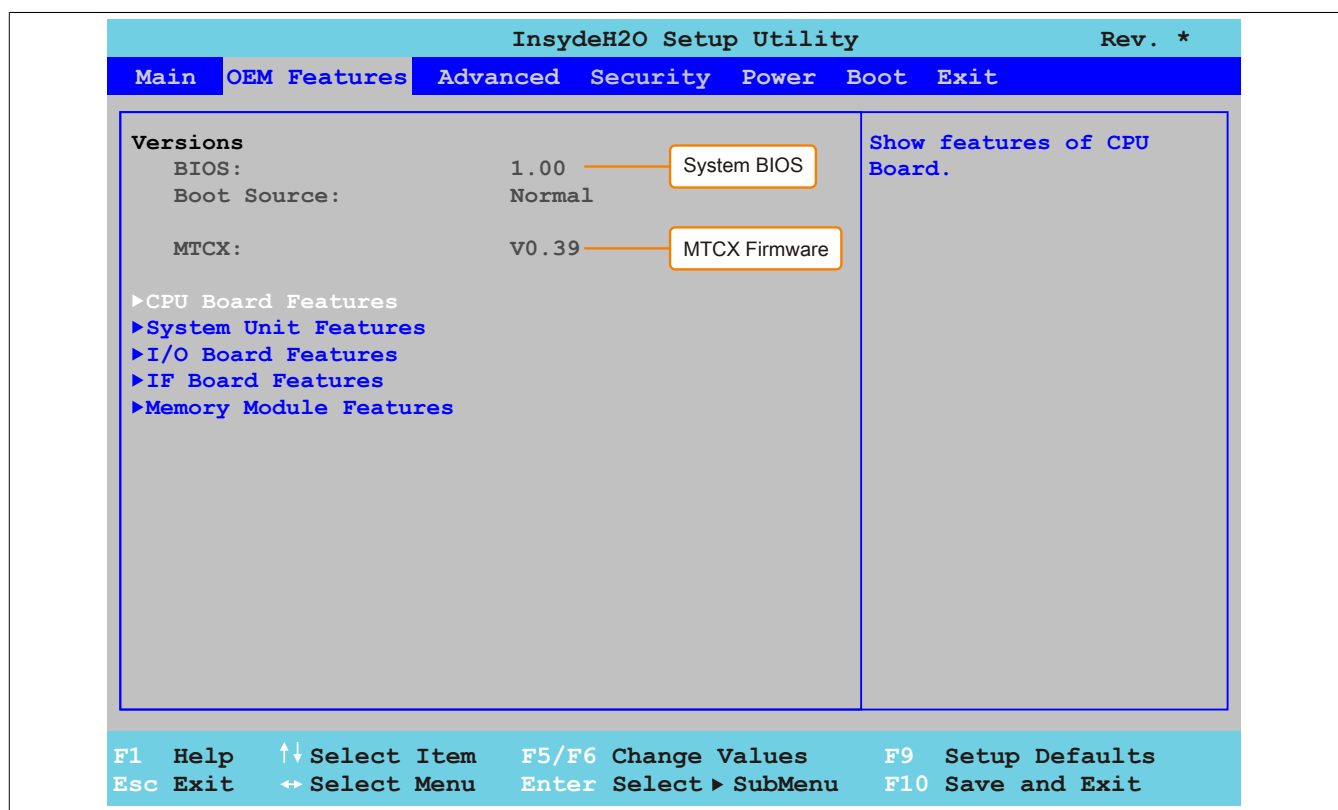 InsydeH2O Setup Utility Rev. *
Main OEM Features Advanced Security Power Boot Exit
Versions
BIOS: 1.00 System BIOS
Boot Source: Normal
MTCX: V0.39 MTCX Firmware
▶CPU Board Features
▶System Unit Features
▶I/O Board Features
▶IF Board Features
▶Memory Module Features
Show features of CPU
Board.
F1 Help ↑↓ Select Item F5/F6 Change Values F9 Setup Defaults
Esc Exit ↔ Select Menu Enter Select ▶ SubMenu F10 Save and Exit